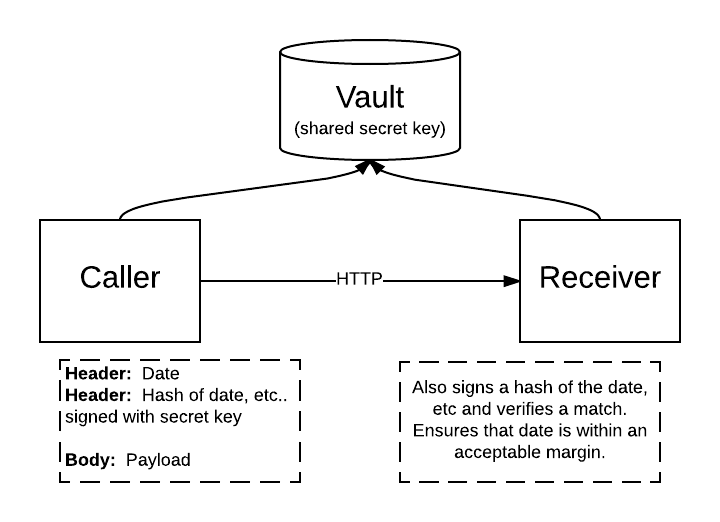 Vault
(shared secret key)
Caller
HTTP
Receiver
Header: Date
Header: Hash of date, etc..
signed with secret key
Body: Payload
Also signs a hash of the date,
etc and verifies a match.
Ensures that date is within an
acceptable margin.